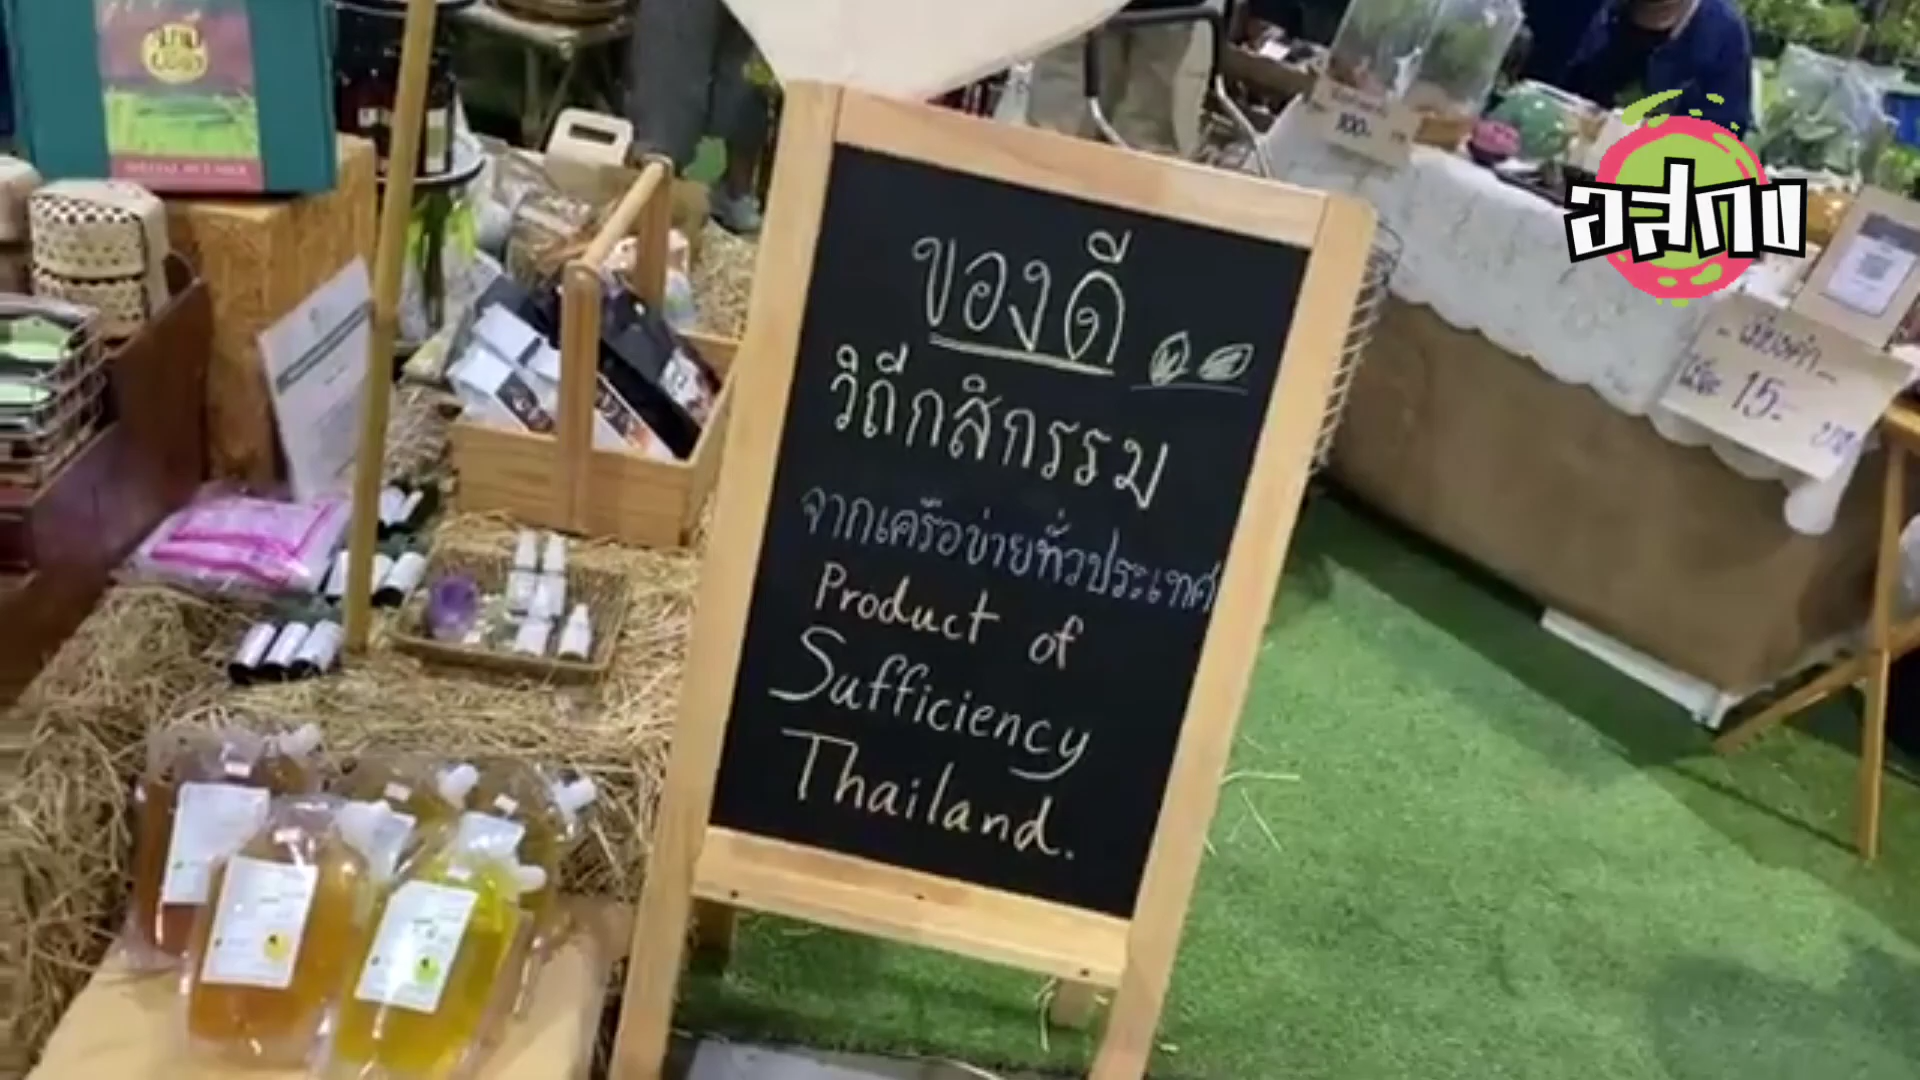 ของดี
วิถีกสิกรรม
จากเครือข่ายทั่วประเทศ
Product of
Sufficiency
Thailand.
อสกง
100.-
15.-